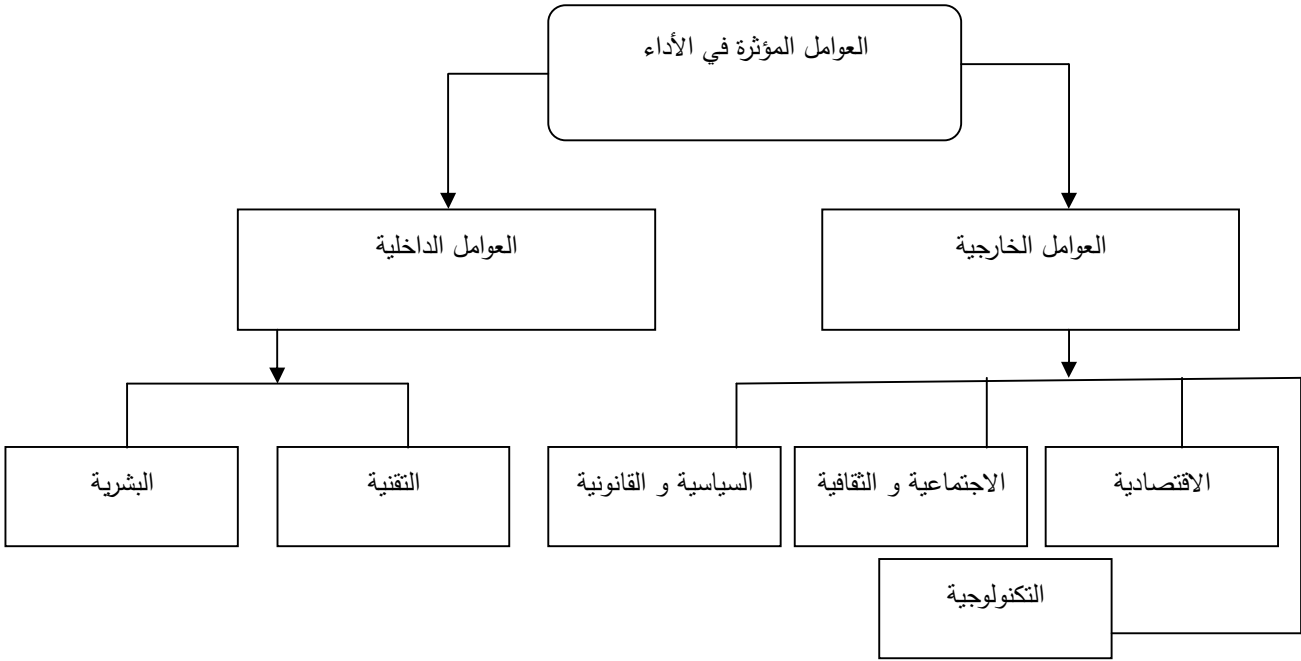 العوامل المؤثرة في الأداء
العوامل الخارجية
العوامل الداخلية
الاقتصادية
الاجتماعية و الثقافية
السياسية و القانونية
التقنية
البشرية
التكنولوجية